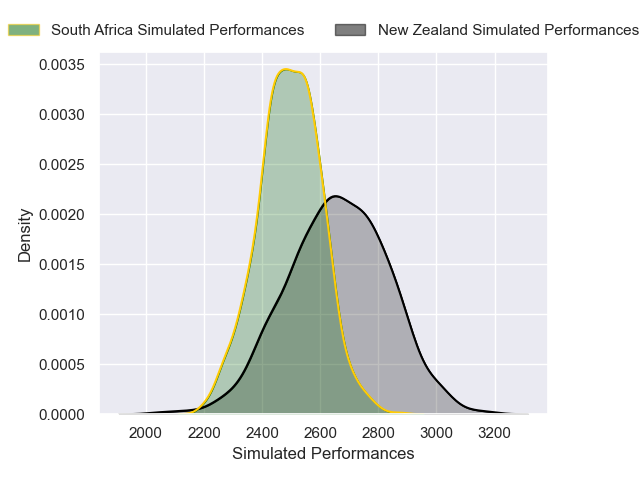 South Africa Simulated Performances
New Zealand Simulated Performances
0.0035
0.0030
0.0025
0.0020
0.0015
0.0010
0.0005
0.0000
Density
2000 2200 2400 2600 2800 3000 3200
Simulated Performances